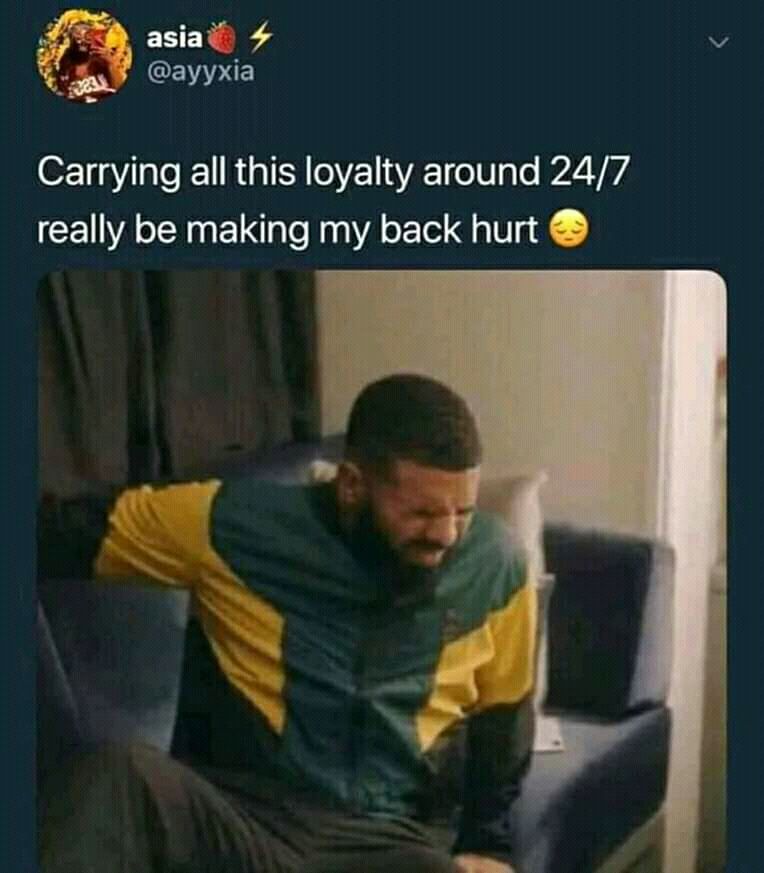 asia🍓⚡
@ayyxia
Carrying all this loyalty around 24/7
really be making my back hurt 😔